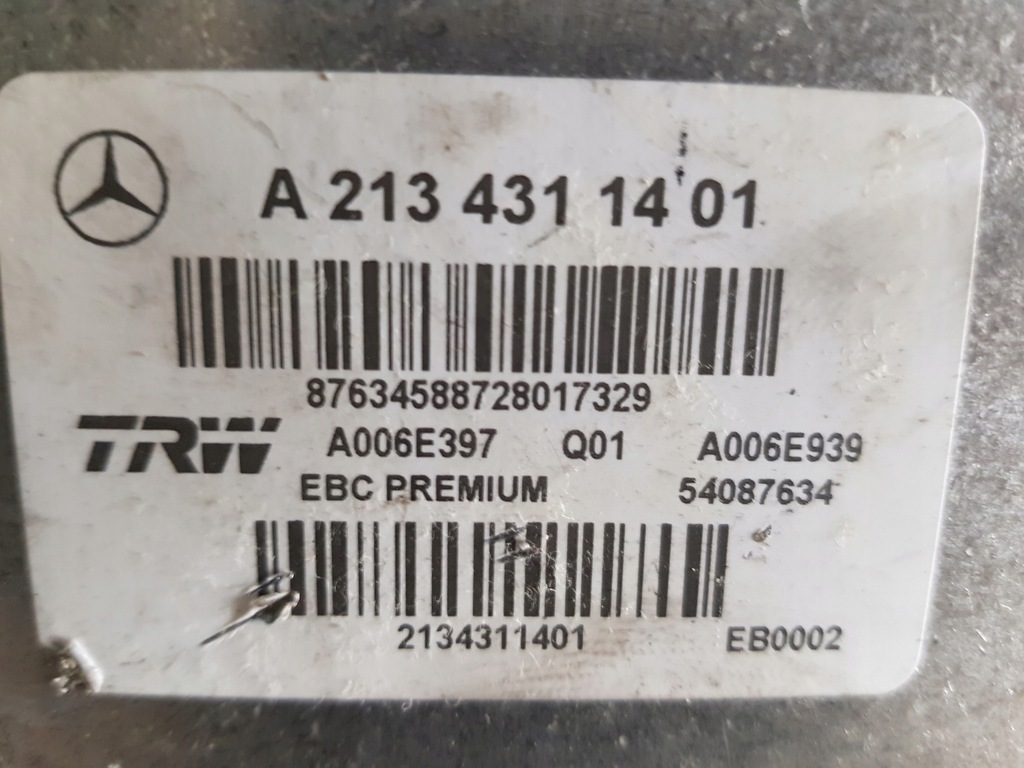 A 213 431 14 01
87634588728017329
TRW A006E397 Q01 A006E939
EBC PREMIUM 54087634
2134311401 EB0002